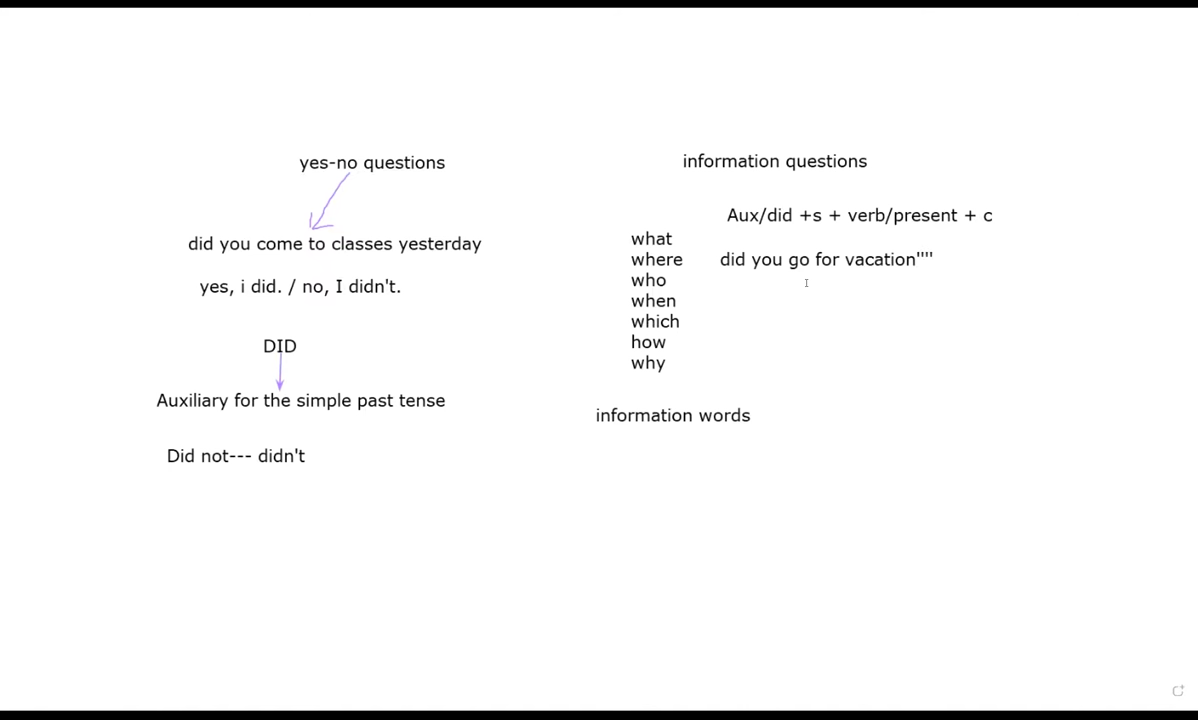 yes-no questions
did you come to classes yesterday
yes, i did. / no, I didn't.
DID
Auxiliary for the simple past tense
Did not--- didn't
information questions
Aux/did +s + verb/present + c
what
where
who
when
which
how
why
did you go for vacation""
information words